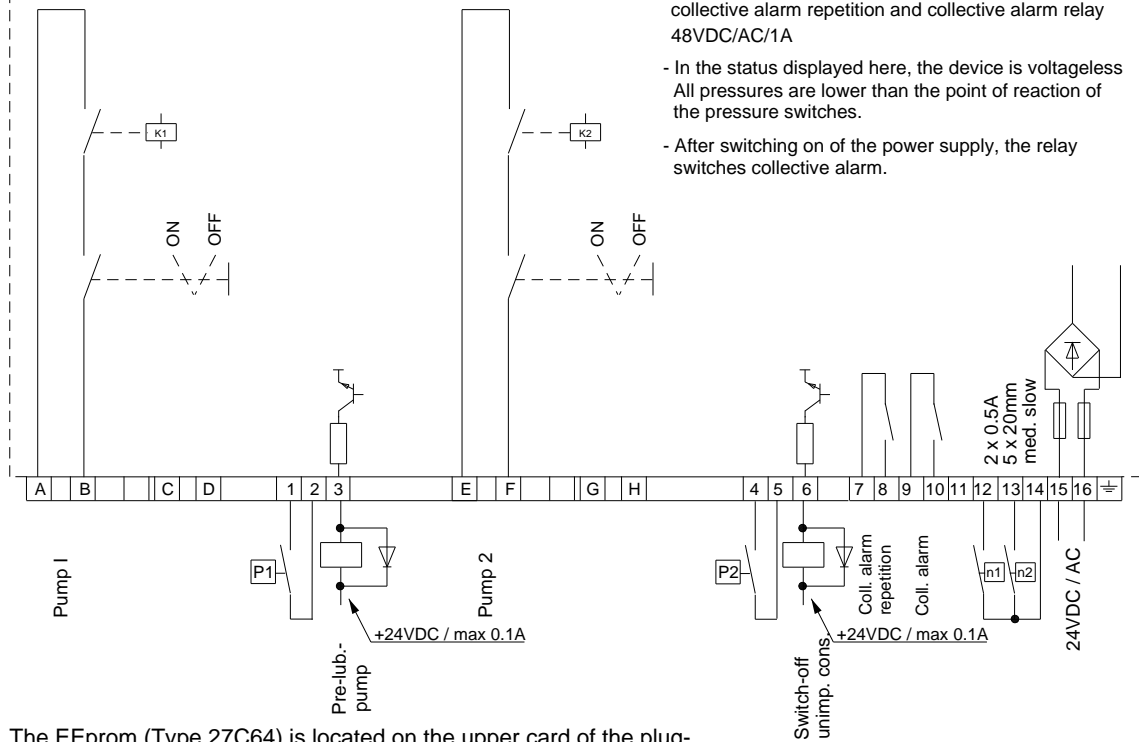 collective alarm repetition and collective alarm relay
48VDC/AC/1A
- In the status displayed here, the device is voltageless
All pressures are lower than the point of reaction of
the pressure switches.
- After switching on of the power supply, the relay
switches collective alarm.
K1
K2
ON
OFF
ON
OFF
2 x 0.5A
5 x 20mm
med. slow
A B C D 1 2 3 E F G H 4 5 6 7 8 9 10 11 12 13 14 15 16
Pump I
P1
Pre-lub.-
pump
+24VDC / max 0.1A
Pump 2
P2
Switch-off
unimp. cons.
+24VDC / max 0.1A
Coll. alarm
repetition
Coll. alarm
n1
n2
24VDC / AC
The EEprom (Type 27C64) is located on the upper card of the plug-